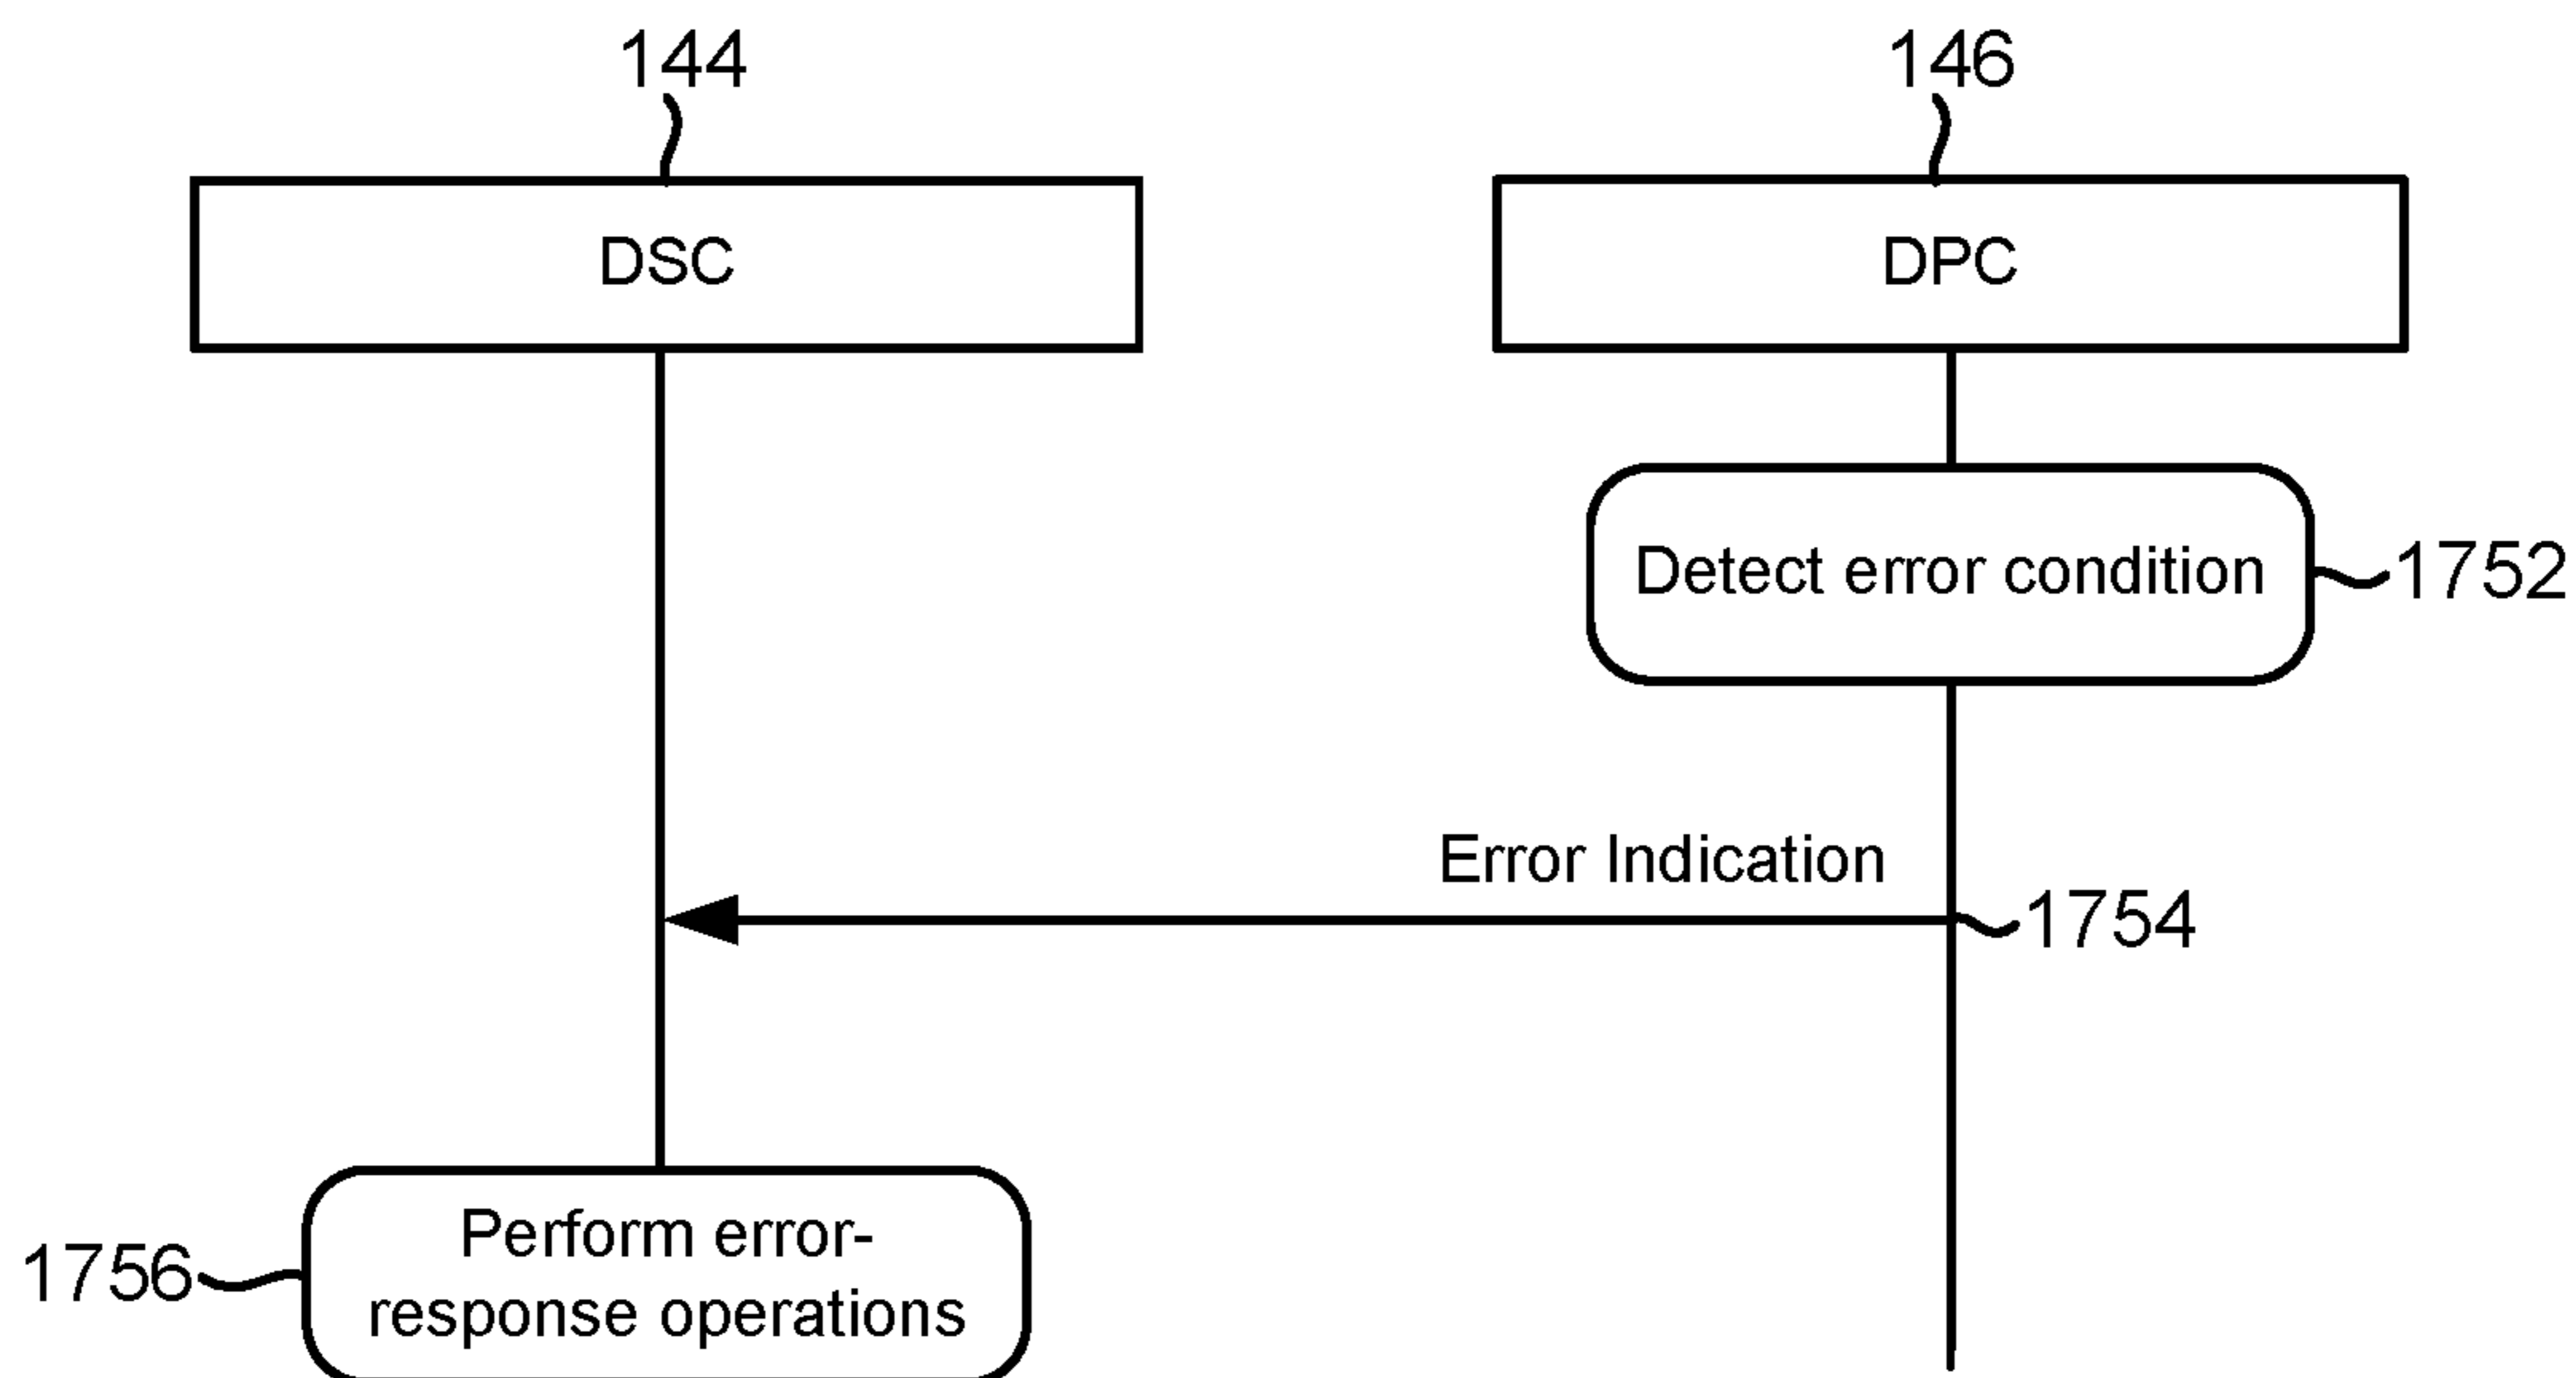 144
146
DSC
DPC
Detect error condition
1752
Error Indication
1754
Perform error-
response operations
1756